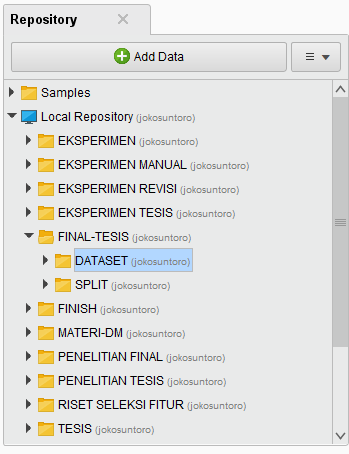 Repository
Add Data
Samples
Local Repository (jokosuntoro)
EKSPERIMEN (jokosuntoro)
EKSPERIMEN MANUAL (jokosuntoro)
EKSPERIMEN REVISI (jokosuntoro)
EKSPERIMEN TESIS (jokosuntoro)
FINAL-TESIS (jokosuntoro)
DATASET (jokosuntoro)
SPLIT (jokosuntoro)
FINISH (jokosuntoro)
MATERI-DM (jokosuntoro)
PENELITIAN FINAL (jokosuntoro)
PENELITIAN TESIS (jokosuntoro)
RISET SELEKSI FITUR (jokosuntoro)
TESIS (jokosuntoro)